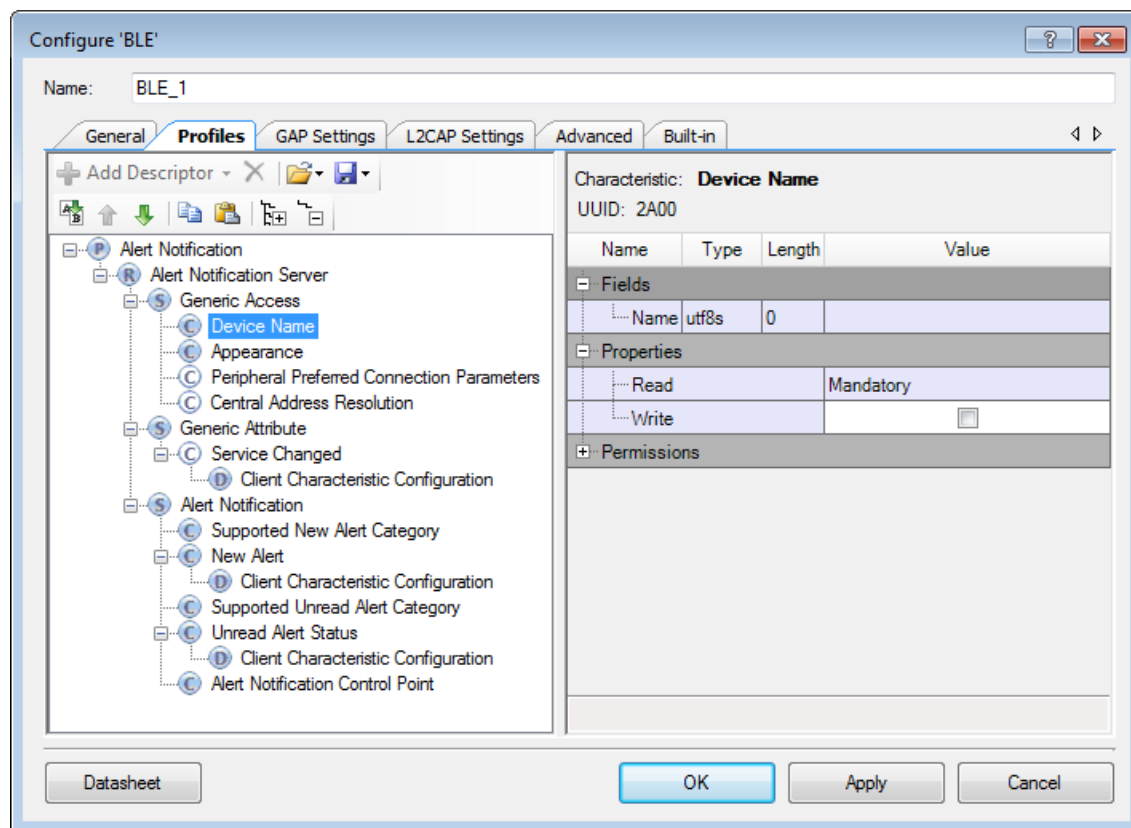 Configure 'BLE'
Name: BLE_1
General Profiles GAP Settings L2CAP Settings Advanced Built-in
Add Descriptor
Alert Notification
Alert Notification Server
Generic Access
Device Name
Appearance
Peripheral Preferred Connection Parameters
Central Address Resolution
Generic Attribute
Service Changed
Client Characteristic Configuration
Alert Notification
Supported New Alert Category
New Alert
Client Characteristic Configuration
Supported Unread Alert Category
Unread Alert Status
Client Characteristic Configuration
Alert Notification Control Point
Characteristic: Device Name
UUID: 2A00
Name Type Length Value
Fields
Name utf8s 0
Properties
Read Mandatory
Write
Permissions
Datasheet OK Apply Cancel